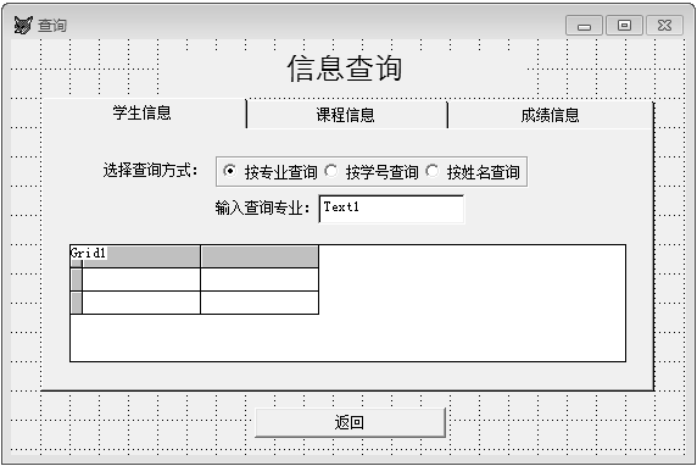 查询
信息查询
学生信息 课程信息 成绩信息
选择查询方式： 按专业查询 按学号查询 按姓名查询
输入查询专业： Text1
Grid1
返回